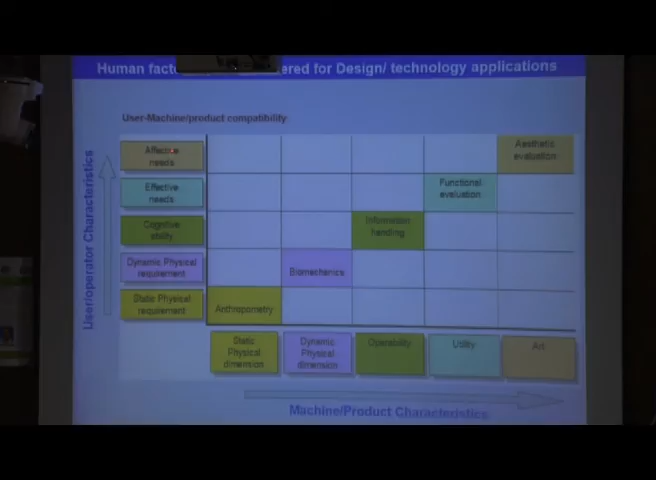 Human fact ered for Design/ technology applications
User-Machine/product compatibility
User/operator Characteristics
Affective
needs
Aesthetic
evaluation
Effective
needs
Functional
evaluation
Cognitive
ability
Information
handling
Dynamic Physical
requirement
Biomechanics
Static Physical
requirement
Anthropometry
Static
Physical
dimension
Dynamic
Physical
dimension
Operability
Utility
Art
Machine/Product Characteristics